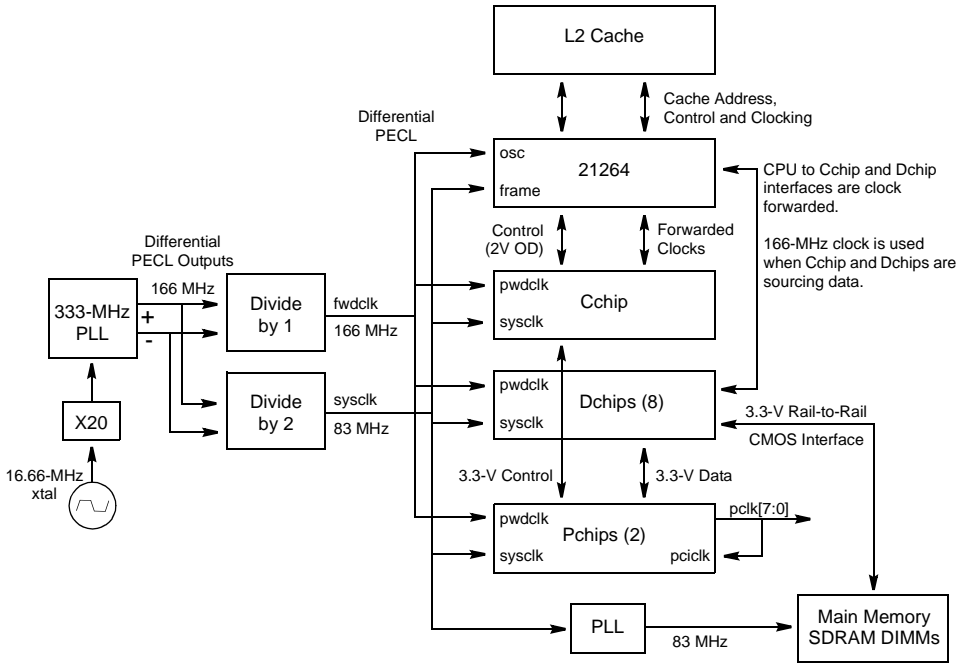 L2 Cache
Cache Address,
Control and Clocking
Differential
PECL
osc
21264
frame
CPU to Cchip and Dchip
interfaces are clock
forwarded.
166-MHz clock is used
when Cchip and Dchips are
sourcing data.
Control
(2V OD)
Forwarded
Clocks
Differential
PECL Outputs
166 MHz
333-MHz
PLL
+
-
Divide
by 1
fwdclk
166 MHz
pwdclk
Cchip
sysclk
X20
Divide
by 2
sysclk
83 MHz
pwdclk
Dchips (8)
sysclk
3.3-V Rail-to-Rail
CMOS Interface
16.66-MHz
xtal
3.3-V Control
3.3-V Data
pwdclk
Pchips (2)
sysclk
pciclk
pclk[7:0]
PLL
83 MHz
Main Memory
SDRAM DIMMs